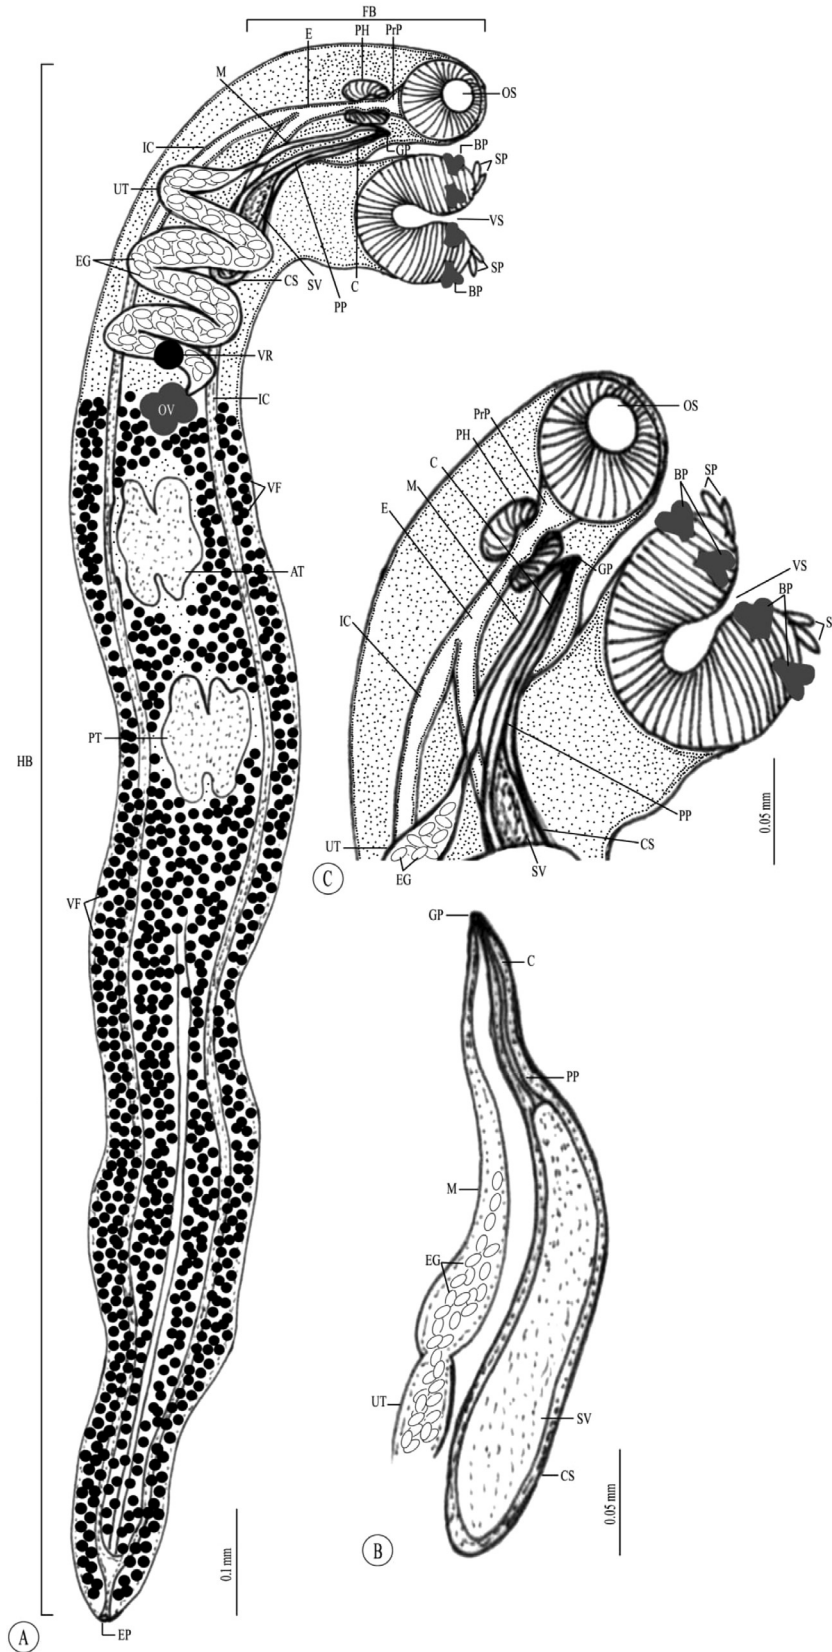 FB
E PH PrP
M OS
IC GP BP
SP
UT VS
EG SP
CS SV PP C BP
VR
OV IC
VF
AT
PT
HB
VF
0.1 mm
A EP
PrP OS
PH
C BP SP
M
E GP VS
BP
IC S
PP
UT CS
EG SV
C 0.05 mm
GP
C
PP
M
EG
UT
SV
CS
B 0.05 mm